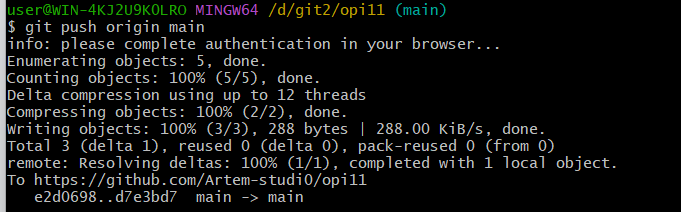 user@WIN-4KJ2U9KOLRO MINGW64 /d/git2/opi11 (main)
$ git push origin main
info: please complete authentication in your browser...
Enumerating objects: 5, done.
Counting objects: 100% (5/5), done.
Delta compression using up to 12 threads
Compressing objects: 100% (2/2), done.
Writing objects: 100% (3/3), 288 bytes | 288.00 KiB/s, done.
Total 3 (delta 1), reused 0 (delta 0), pack-reused 0 (from 0)
remote: Resolving deltas: 100% (1/1), completed with 1 local object.
To https://github.com/Artem-studi0/opi11
   e2d0698..d7e3bd7  main -> main